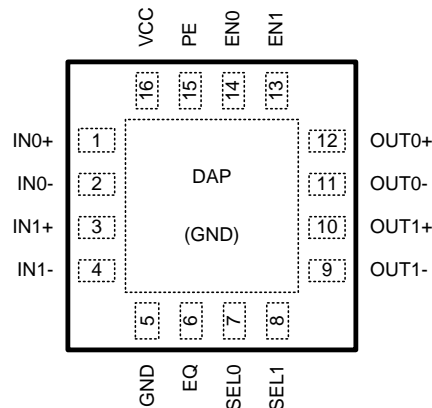 VCC PE EN0 EN1
16 15 14 13
IN0+ 1 12 OUT0+
IN0- 2 DAP 11 OUT0-
IN1+ 3 10 OUT1+
(GND)
IN1- 4 9 OUT1-
5 6 7 8
GND EQ SEL0 SEL1